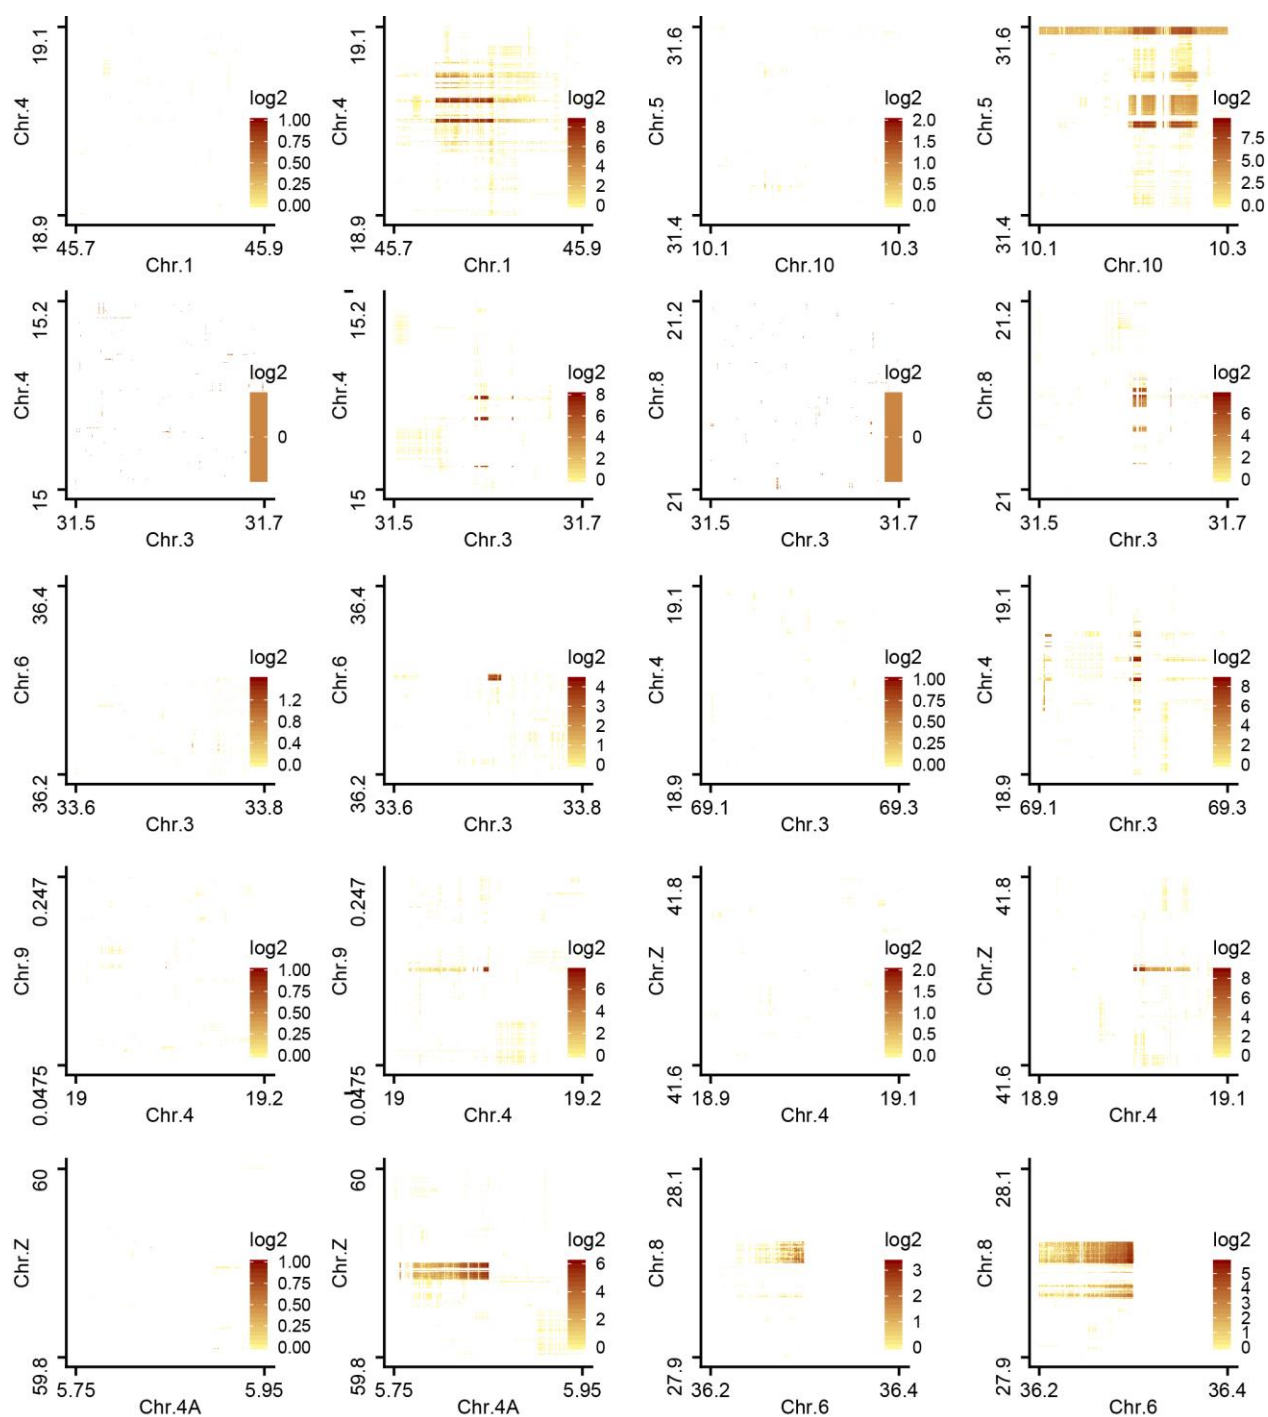 19.1
Chr.4
18.9
log2
1.00
0.75
0.50
0.25
0.00
45.7
45.9
Chr.1
19.1
Chr.4
18.9
log2
8
6
4
2
0
45.7
45.9
Chr.1
31.6
Chr.5
31.4
log2
2.0
1.5
1.0
0.5
0.0
10.1
10.3
Chr.10
31.6
Chr.5
31.4
log2
7.5
5.0
2.5
0.0
10.1
10.3
Chr.10
15.2
Chr.4
15
log2
0
31.5
31.7
Chr.3
15.2
Chr.4
15
log2
8
6
4
2
0
31.5
31.7
Chr.3
21.2
Chr.8
21
log2
0
31.5
31.7
Chr.3
21.2
Chr.8
21
log2
6
4
2
0
31.5
31.7
Chr.3
36.4
Chr.6
36.2
log2
1.2
0.8
0.4
0.0
33.6
33.8
Chr.3
36.4
Chr.6
36.2
log2
4
3
2
1
0
33.6
33.8
Chr.3
19.1
Chr.4
18.9
log2
1.00
0.75
0.50
0.25
0.00
69.1
69.3
Chr.3
19.1
Chr.4
18.9
log2
8
6
4
2
0
69.1
69.3
Chr.3
0.247
Chr.9
0.0475
log2
1.00
0.75
0.50
0.25
0.00
19
19.2
Chr.4
0.247
Chr.9
0.0475
log2
6
4
2
0
19
19.2
Chr.4
41.8
Chr.Z
41.6
log2
2.0
1.5
1.0
0.5
0.0
18.9
19.1
Chr.4
41.8
Chr.Z
41.6
log2
8
6
4
2
0
18.9
19.1
Chr.4
60
Chr.Z
59.8
log2
1.00
0.75
0.50
0.25
0.00
5.75
5.95
Chr.4A
60
Chr.Z
59.8
log2
6
4
2
0
5.75
5.95
Chr.4A
28.1
Chr.8
27.9
log2
3
2
1
0
36.2
36.4
Chr.6
28.1
Chr.8
27.9
log2
5
4
3
2
1
0
36.2
36.4
Chr.6